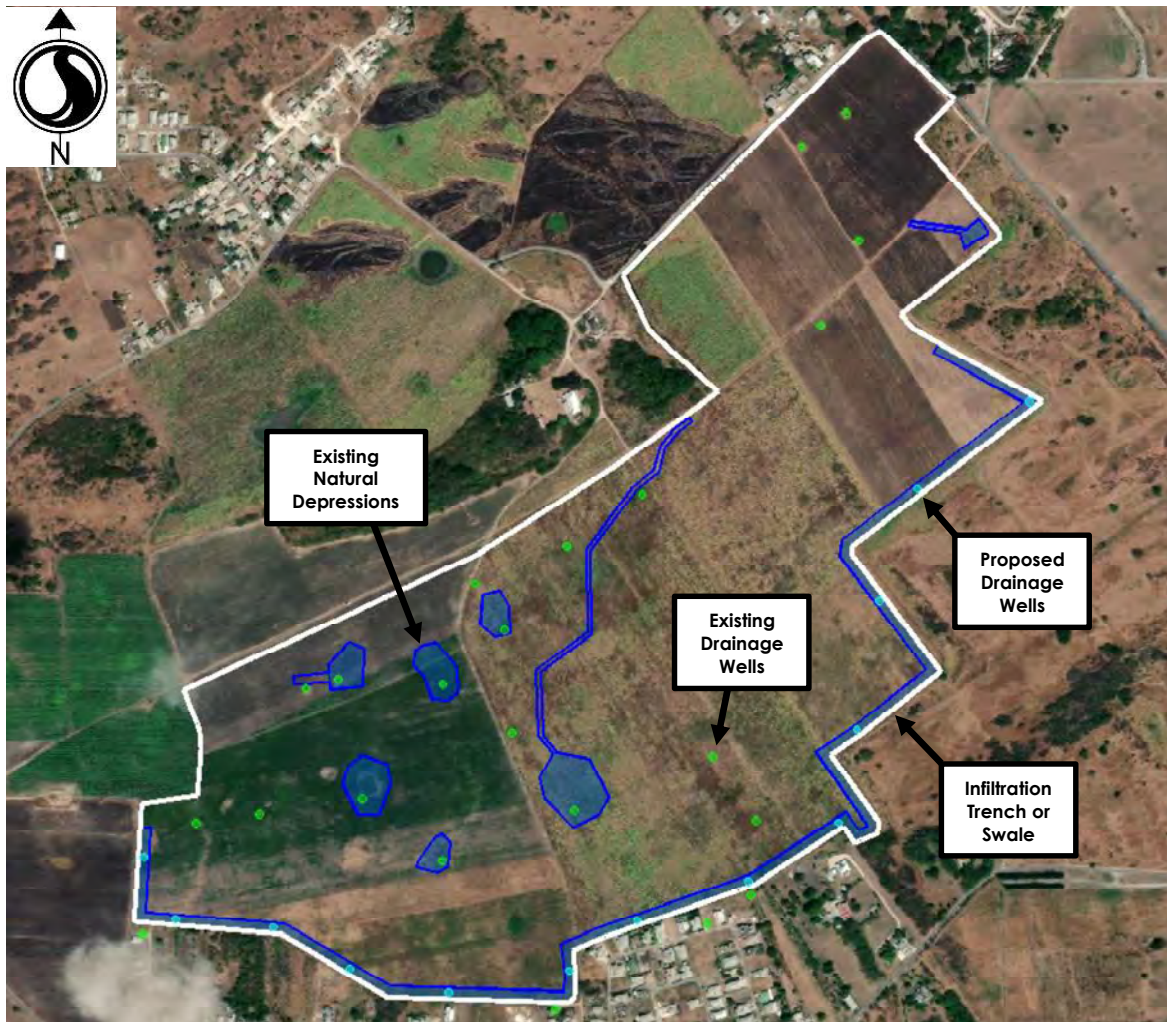 N
Existing
Natural
Depressions
Proposed
Drainage
Wells
Existing
Drainage
Wells
Infiltration
Trench or
Swale